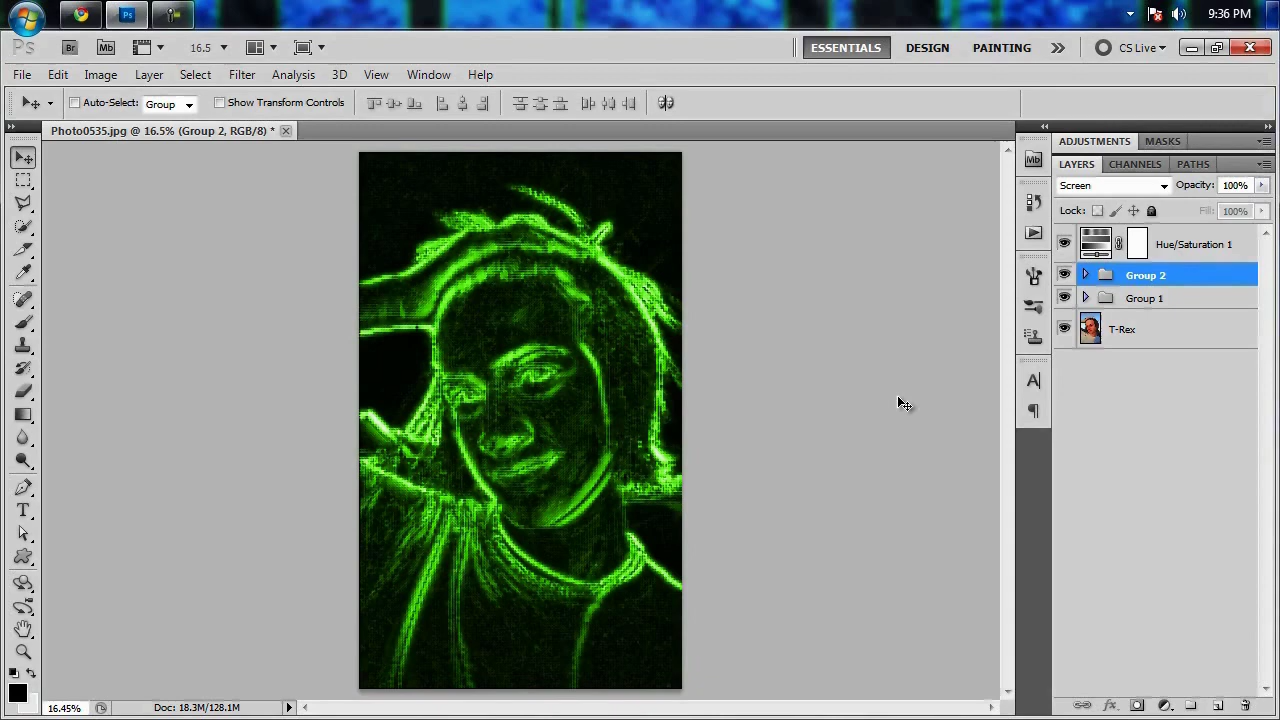 9:36 PM
Ps Br Mb 16.5 ESSENTIALS DESIGN PAINTING CS Live
File Edit Image Layer Select Filter Analysis 3D View Window Help
Auto-Select: Group Show Transform Controls
Photo0535.jpg @ 16.5% (Group 2, RGB/8) *
ADJUSTMENTS MASKS
LAYERS CHANNELS PATHS
Screen Opacity: 100%
Lock: Fill: 100%
Hue/Saturation 1
Group 2
Group 1
T-Rex
16.45% Doc: 18.3M/128.1M